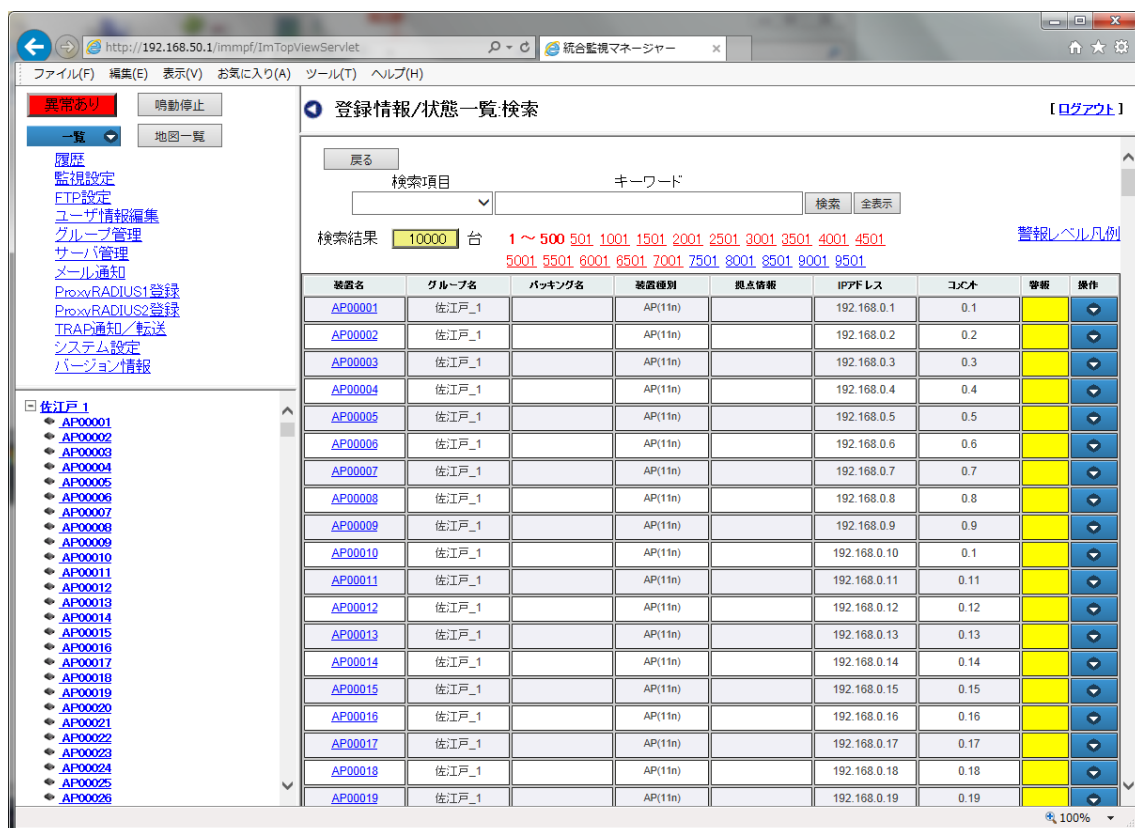 http://192.168.50.1/immpf/ImTopViewServlet
統合監視マネージャー
ファイル(F) 編集(E) 表示(V) お気に入り(A) ツール(T) ヘルプ(H)
異常あり 鳴動停止
一覧 地図一覧
履歴
監視設定
FTP設定
ユーザ情報編集
グループ管理
サーバ管理
メール通知
ProxyRADIUS1登録
ProxyRADIUS2登録
TRAP通知/転送
システム設定
バージョン情報
佐江戸 1
AP00001
AP00002
AP00003
AP00004
AP00005
AP00006
AP00007
AP00008
AP00009
AP00010
AP00011
AP00012
AP00013
AP00014
AP00015
AP00016
AP00017
AP00018
AP00019
AP00020
AP00021
AP00022
AP00023
AP00024
AP00025
AP00026
登録情報/状態一覧:検索 [ログアウト]
戻る
検索項目 キーワード
検索 全表示
検索結果 10000 台 1 ～ 500 501 1001 1501 2001 2501 3001 3501 4001 4501 警報レベル凡例
5001 5501 6001 6501 7001 7501 8001 8501 9001 9501
装置名 グループ名 パッキング名 装置種別 拠点情報 IPアドレス コメント 警報 操作
AP00001 佐江戸_1 AP(11n) 192.168.0.1 0.1
AP00002 佐江戸_1 AP(11n) 192.168.0.2 0.2
AP00003 佐江戸_1 AP(11n) 192.168.0.3 0.3
AP00004 佐江戸_1 AP(11n) 192.168.0.4 0.4
AP00005 佐江戸_1 AP(11n) 192.168.0.5 0.5
AP00006 佐江戸_1 AP(11n) 192.168.0.6 0.6
AP00007 佐江戸_1 AP(11n) 192.168.0.7 0.7
AP00008 佐江戸_1 AP(11n) 192.168.0.8 0.8
AP00009 佐江戸_1 AP(11n) 192.168.0.9 0.9
AP00010 佐江戸_1 AP(11n) 192.168.0.10 0.1
AP00011 佐江戸_1 AP(11n) 192.168.0.11 0.11
AP00012 佐江戸_1 AP(11n) 192.168.0.12 0.12
AP00013 佐江戸_1 AP(11n) 192.168.0.13 0.13
AP00014 佐江戸_1 AP(11n) 192.168.0.14 0.14
AP00015 佐江戸_1 AP(11n) 192.168.0.15 0.15
AP00016 佐江戸_1 AP(11n) 192.168.0.16 0.16
AP00017 佐江戸_1 AP(11n) 192.168.0.17 0.17
AP00018 佐江戸_1 AP(11n) 192.168.0.18 0.18
AP00019 佐江戸_1 AP(11n) 192.168.0.19 0.19
100%